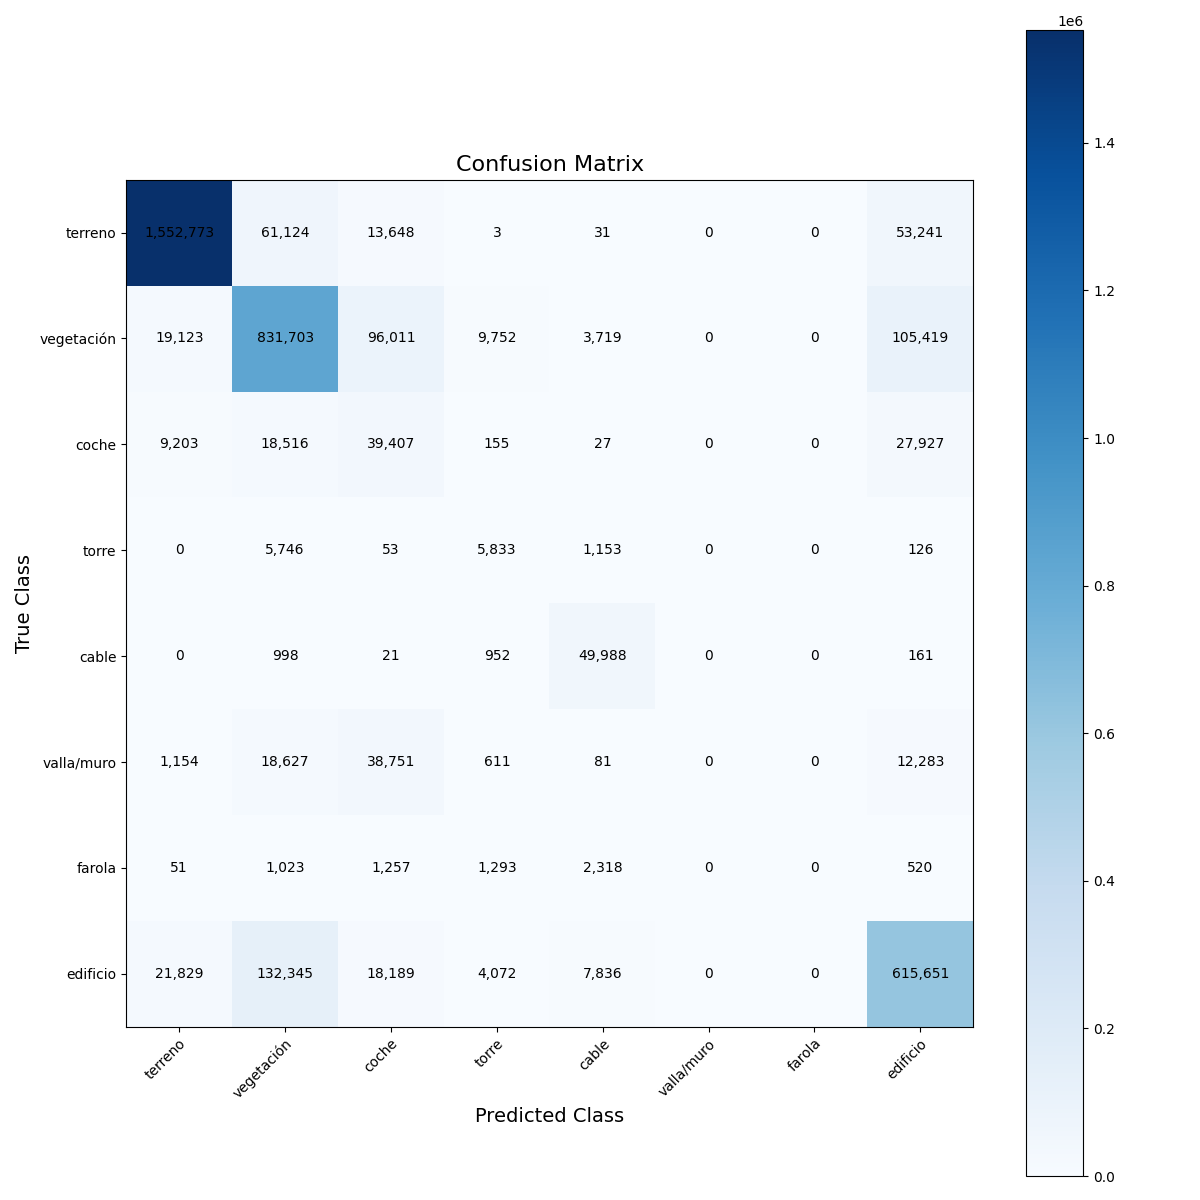 1e6
Confusion Matrix
terreno 1,552,773 61,124 13,648 3 31 0 0 53,241
vegetación 19,123 831,703 96,011 9,752 3,719 0 0 105,419
coche 9,203 18,516 39,407 155 27 0 0 27,927
torre 0 5,746 53 5,833 1,153 0 0 126
cable 0 998 21 952 49,988 0 0 161
valla/muro 1,154 18,627 38,751 611 81 0 0 12,283
farola 51 1,023 1,257 1,293 2,318 0 0 520
edificio 21,829 132,345 18,189 4,072 7,836 0 0 615,651
terreno vegetación coche torre cable valla/muro farola edificio
Predicted Class
True Class
1.4
1.2
1.0
0.8
0.6
0.4
0.2
0.0